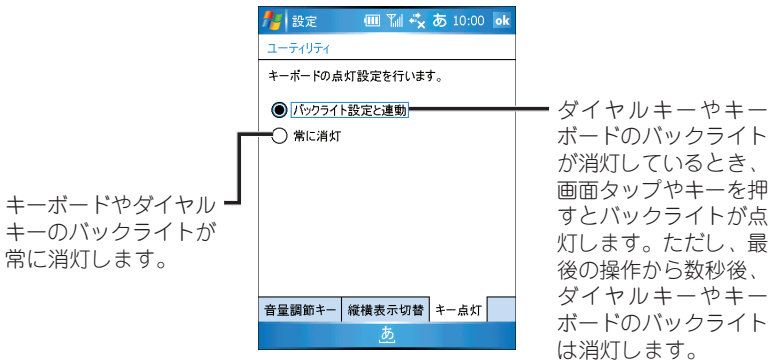 設定 あ 10:00 ok
ユーティリティ
キーボードの点灯設定を行います。
バックライト設定と連動
常に消灯
音量調節キー 縦横表示切替 キー点灯
あ
キーボードやダイヤル
キーのバックライトが
常に消灯します。
ダイヤルキーやキー
ボードのバックライト
が消灯しているとき、
画面タップやキーを押
すとバックライトが点
灯します。ただし、最
後の操作から数秒後、
ダイヤルキーやキー
ボードのバックライト
は消灯します。